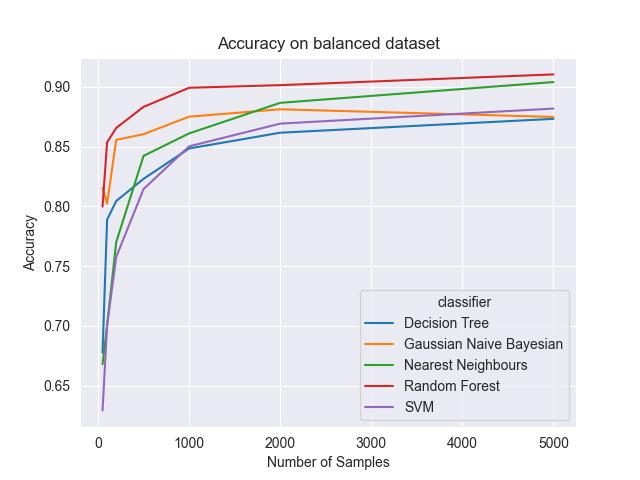 Accuracy on balanced dataset
Accuracy
0.90
0.85
0.80
0.75
0.70
0.65
classifier
Decision Tree
Gaussian Naive Bayesian
Nearest Neighbours
Random Forest
SVM
0 1000 2000 3000 4000 5000
Number of Samples